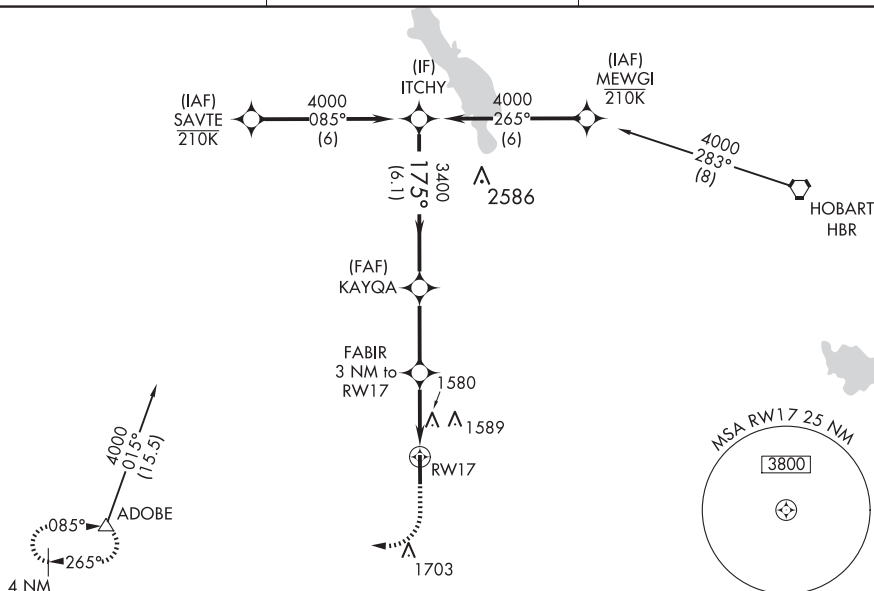 (IF)
ITCHY
(IAF)
SAVTE
210K
4000
085°
(6)
4000
265°
(6)
(IAF)
MEWGI
210K
4000
283°
(8)
HOBART
HBR
3400
175°
(6.1)
2586
(FAF)
KAYQA
FABIR
3 NM to
RW17
1580
1589
RW17
1703
4000
015°
(15.5)
ADOBE
085°
265°
4 NM
MSA RW17 25 NM
3800